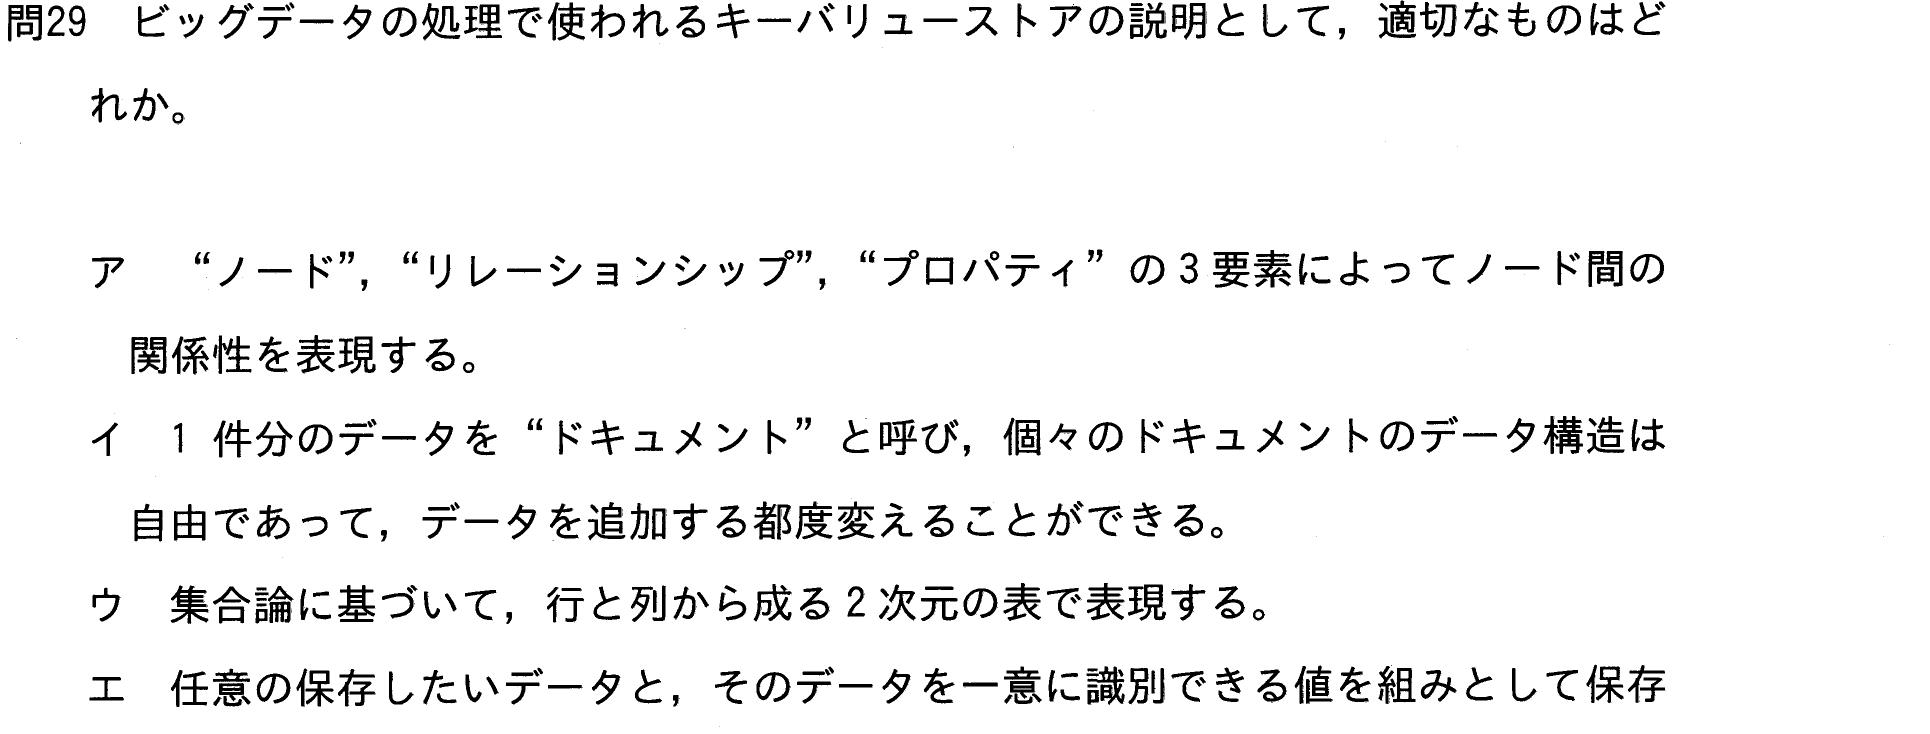 問29　ビッグデータの処理で使われるキーバリューストアの説明として，適切なものはど
れか。
ア　“ノード”，“リレーションシップ”，“プロパティ”の3要素によってノード間の
関係性を表現する。
イ　1件分のデータを“ドキュメント”と呼び，個々のドキュメントのデータ構造は
自由であって，データを追加する都度変えることができる。
ウ　集合論に基づいて，行と列から成る2次元の表で表現する。
エ　任意の保存したいデータと，そのデータを一意に識別できる値を組みとして保存